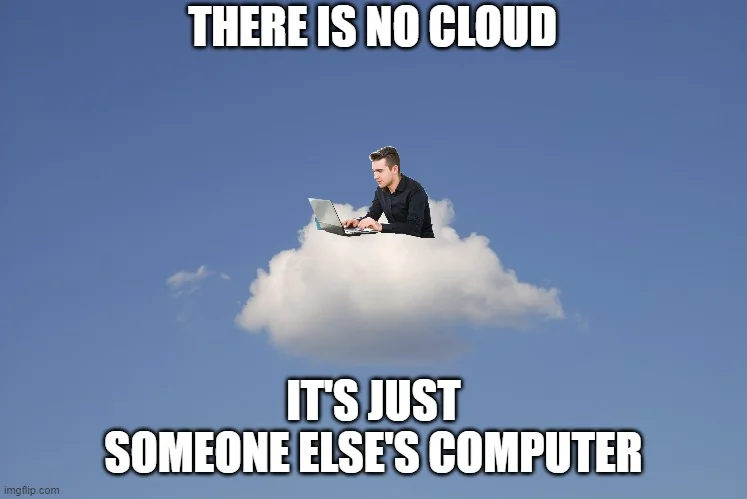 THERE IS NO CLOUD
IT'S JUST
SOMEONE ELSE'S COMPUTER
imgflip.com